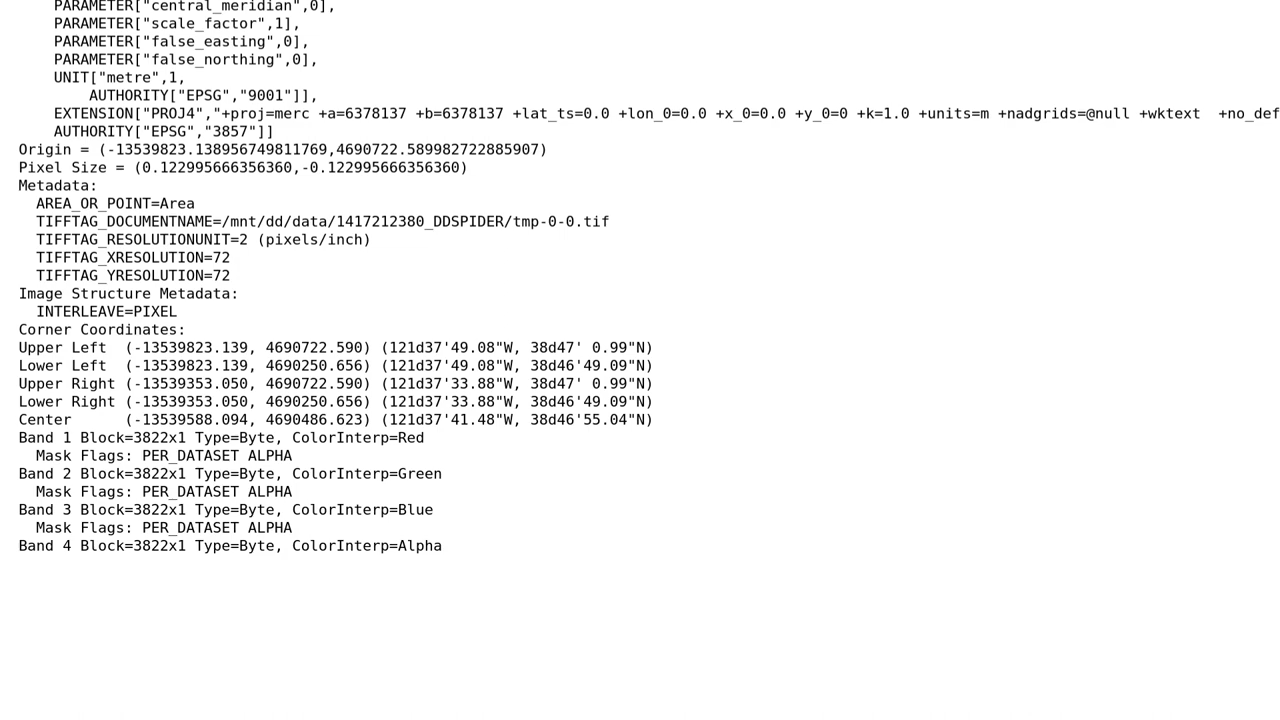 PARAMETER["central_meridian",0],
PARAMETER["scale_factor",1],
PARAMETER["false_easting",0],
PARAMETER["false_northing",0],
UNIT["metre",1,
AUTHORITY["EPSG","9001"]],
EXTENSION["PROJ4","+proj=merc +a=6378137 +b=6378137 +lat_ts=0.0 +lon_0=0.0 +x_0=0.0 +y_0=0 +k=1.0 +units=m +nadgrids=@null +wktext  +no_def
AUTHORITY["EPSG","3857"]]
Origin = (-13539823.138956749811769,4690722.589982722885907)
Pixel Size = (0.122995666356360,-0.122995666356360)
Metadata:
AREA_OR_POINT=Area
TIFFTAG_DOCUMENTNAME=/mnt/dd/data/1417212380_DDSPIDER/tmp-0-0.tif
TIFFTAG_RESOLUTIONUNIT=2 (pixels/inch)
TIFFTAG_XRESOLUTION=72
TIFFTAG_YRESOLUTION=72
Image Structure Metadata:
INTERLEAVE=PIXEL
Corner Coordinates:
Upper Left  (-13539823.139, 4690722.590) (121d37'49.08"W, 38d47' 0.99"N)
Lower Left  (-13539823.139, 4690250.656) (121d37'49.08"W, 38d46'49.09"N)
Upper Right (-13539353.050, 4690722.590) (121d37'33.88"W, 38d47' 0.99"N)
Lower Right (-13539353.050, 4690250.656) (121d37'33.88"W, 38d46'49.09"N)
Center      (-13539588.094, 4690486.623) (121d37'41.48"W, 38d46'55.04"N)
Band 1 Block=3822x1 Type=Byte, ColorInterp=Red
Mask Flags: PER_DATASET ALPHA
Band 2 Block=3822x1 Type=Byte, ColorInterp=Green
Mask Flags: PER_DATASET ALPHA
Band 3 Block=3822x1 Type=Byte, ColorInterp=Blue
Mask Flags: PER_DATASET ALPHA
Band 4 Block=3822x1 Type=Byte, ColorInterp=Alpha